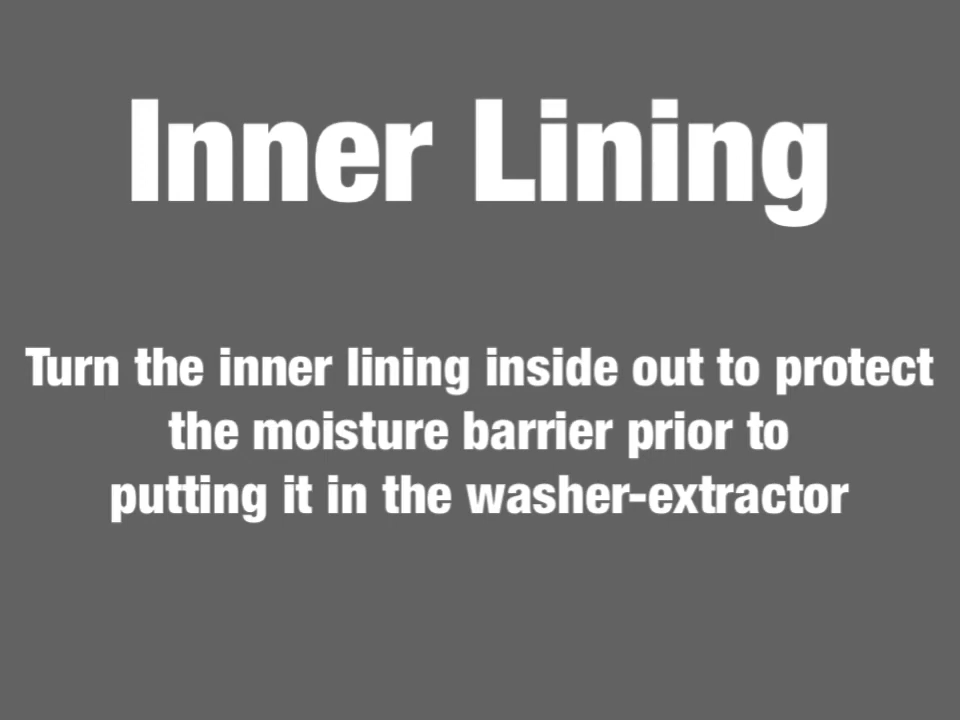 Inner Lining
Turn the inner lining inside out to protect
the moisture barrier prior to
putting it in the washer-extractor